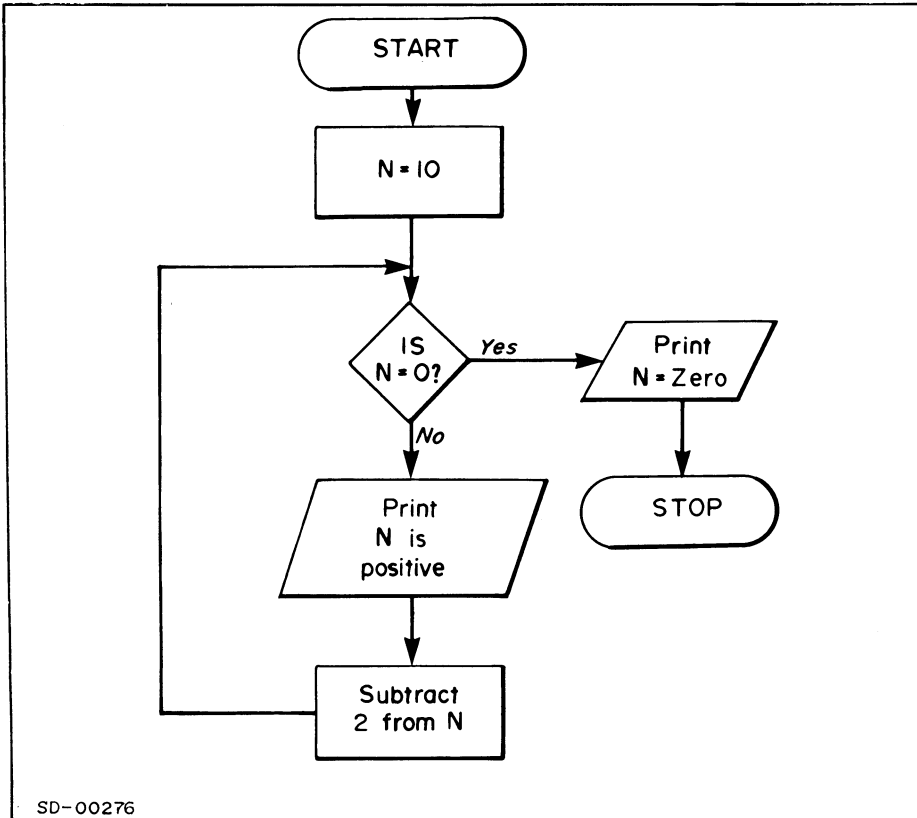 START
N = 10
IS
N = 0?
Yes
Print
N = Zero
No
Print
N is
positive
STOP
Subtract
2 from N
SD-00276